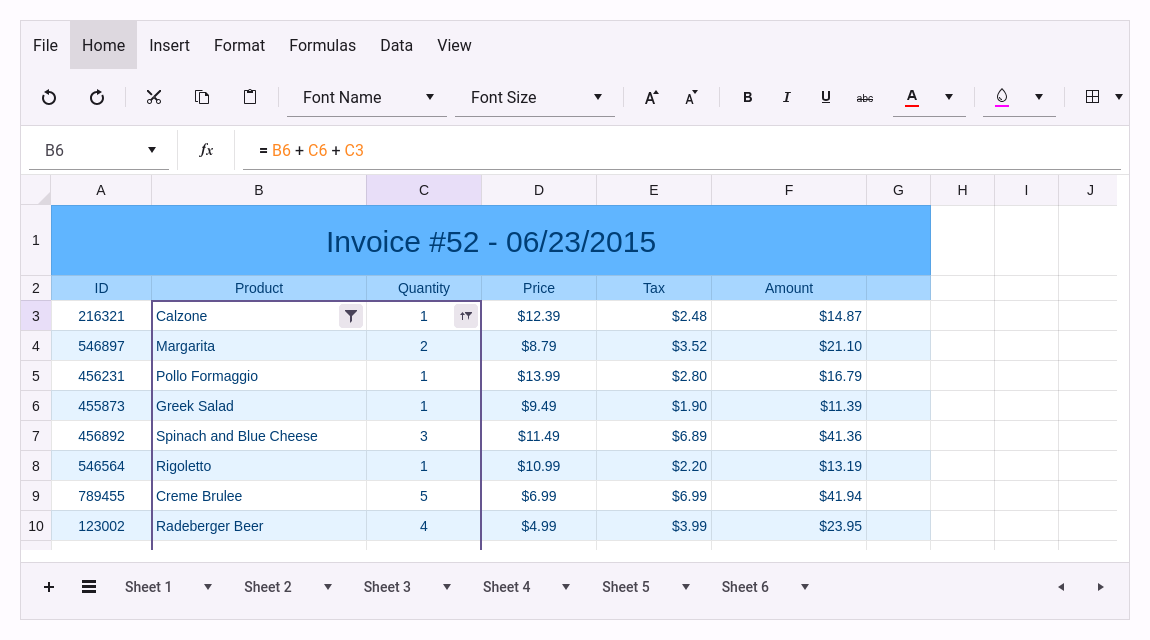 File Home Insert Format Formulas Data View
Font Name Font Size A A B I U abc A
B6 fx = B6 + C6 + C3
A B C D E F G H I J
1 Invoice #52 - 06/23/2015
2 ID Product Quantity Price Tax Amount
3 216321 Calzone 1 $12.39 $2.48 $14.87
4 546897 Margarita 2 $8.79 $3.52 $21.10
5 456231 Pollo Formaggio 1 $13.99 $2.80 $16.79
6 455873 Greek Salad 1 $9.49 $1.90 $11.39
7 456892 Spinach and Blue Cheese 3 $11.49 $6.89 $41.36
8 546564 Rigoletto 1 $10.99 $2.20 $13.19
9 789455 Creme Brulee 5 $6.99 $6.99 $41.94
10 123002 Radeberger Beer 4 $4.99 $3.99 $23.95
Sheet 1 Sheet 2 Sheet 3 Sheet 4 Sheet 5 Sheet 6